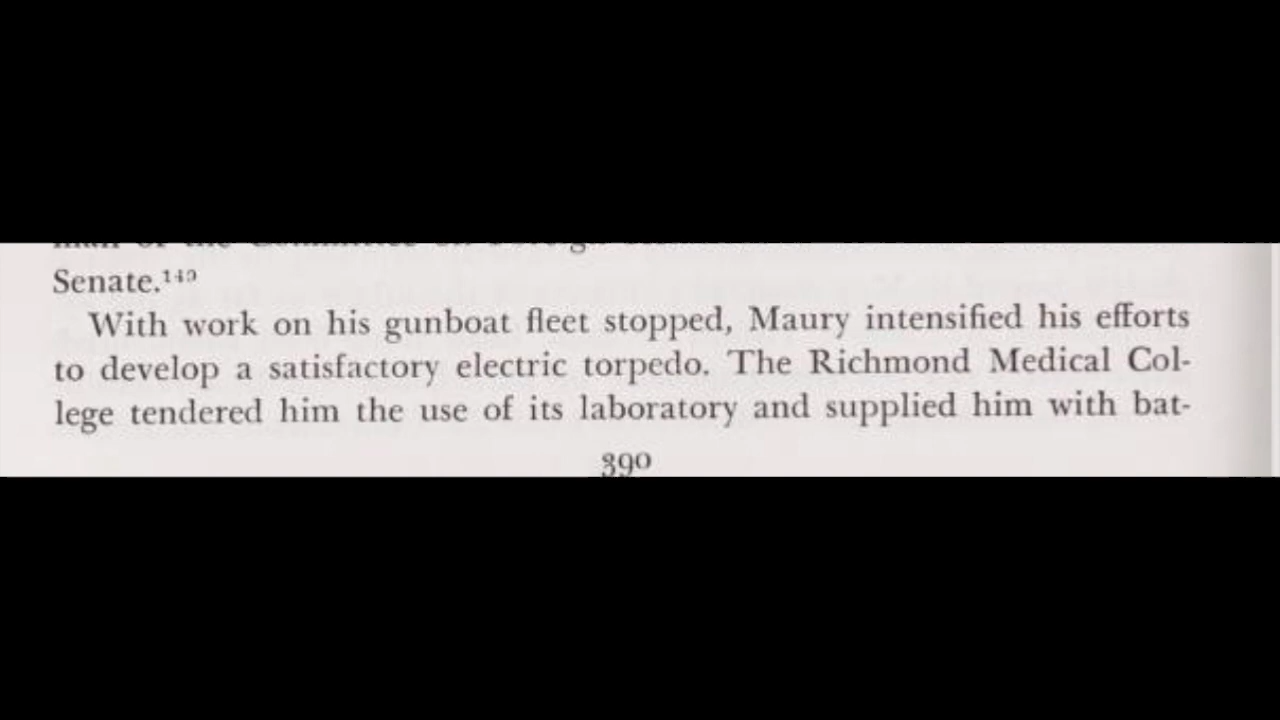 Senate.¹⁴⁹
With work on his gunboat fleet stopped, Maury intensified his efforts
to develop a satisfactory electric torpedo. The Richmond Medical Col-
lege tendered him the use of its laboratory and supplied him with bat-
390